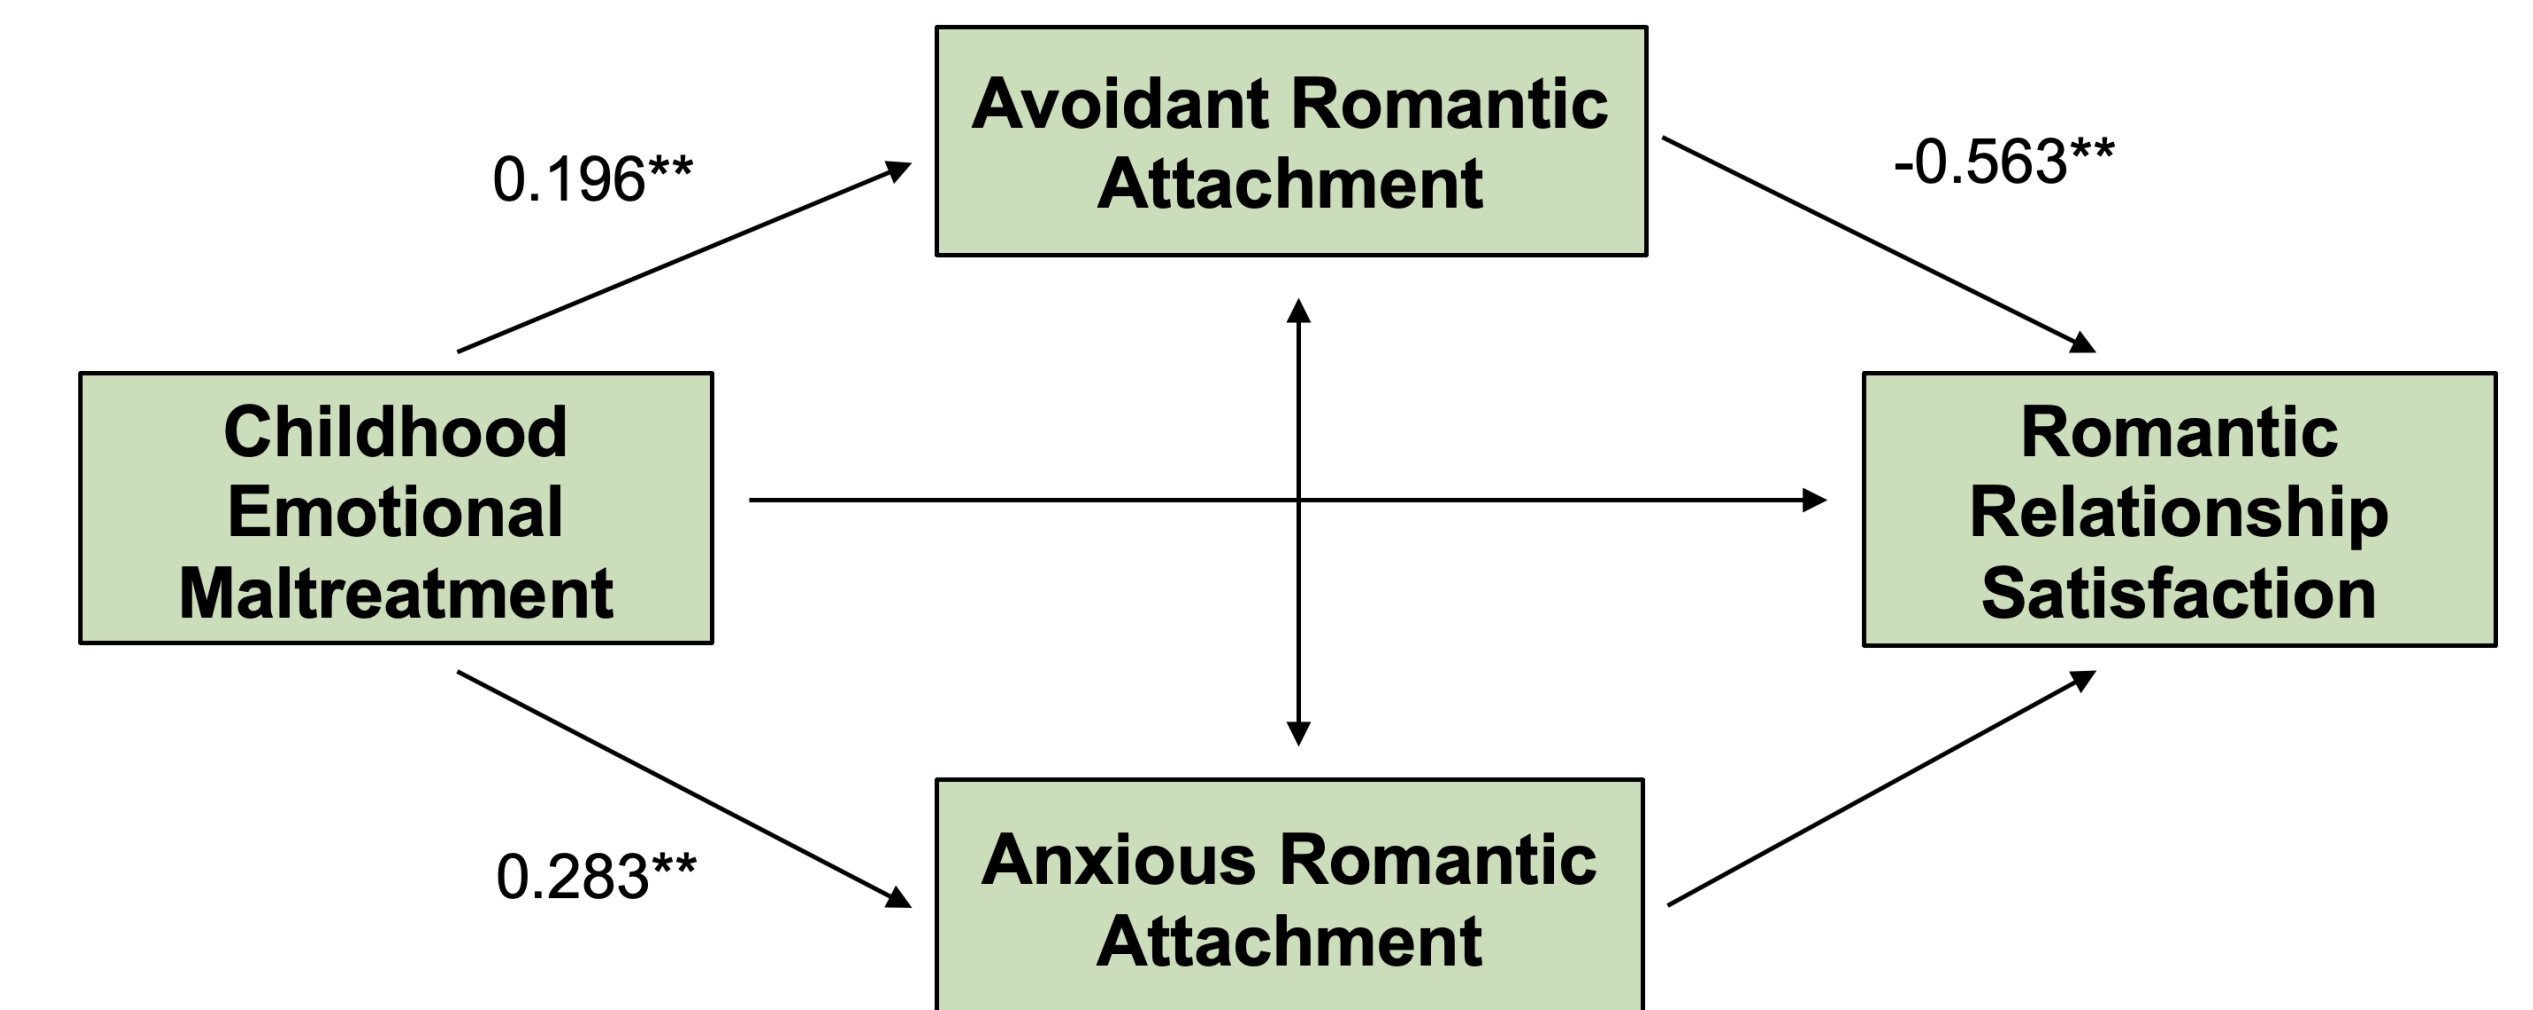 Avoidant Romantic
Attachment
0.196**
-0.563**
Childhood
Emotional
Maltreatment
Romantic
Relationship
Satisfaction
0.283**
Anxious Romantic
Attachment